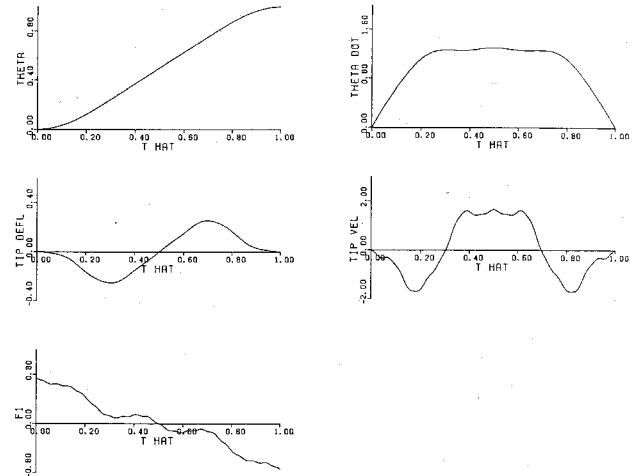 THETA
0.00 0.40 0.80
0.00 0.20 0.40 0.60 0.80 1.00
T HAT
THETA DOT
0.00 0.80 1.60
0.00 0.20 0.40 0.60 0.80 1.00
T HAT
TIP DEFL
-0.40 0.00 0.40
0.00 0.20 0.40 0.60 0.80 1.00
T HAT
TIP VEL
-2.00 0.00 2.00
0.00 0.20 0.40 0.60 0.80 1.00
T HAT
F1
-0.80 0.00 0.80
0.00 0.20 0.40 0.60 0.80 1.00
T HAT